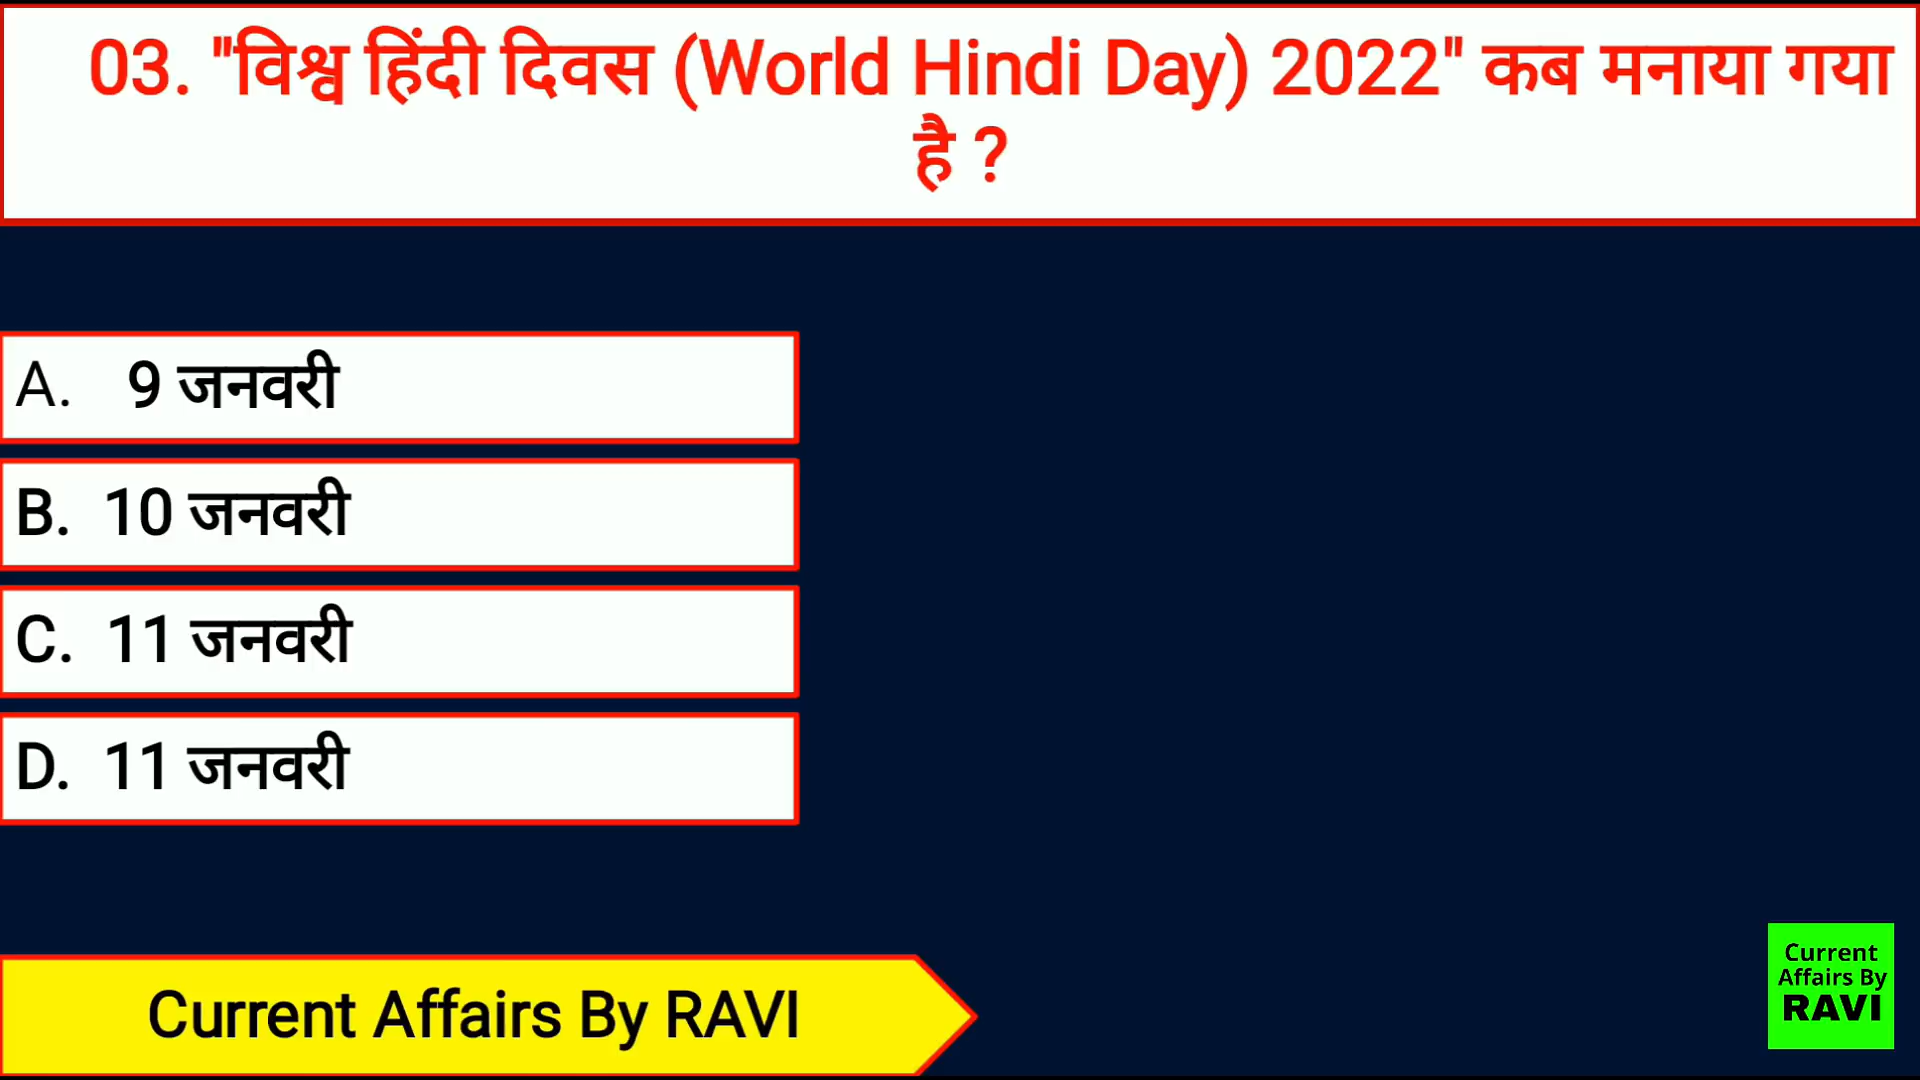 03. "विश्व हिंदी दिवस (World Hindi Day) 2022" कब मनाया गया
है ?
A. 9 जनवरी
B. 10 जनवरी
C. 11 जनवरी
D. 11 जनवरी
Current Affairs By RAVI
Current
Affairs By
RAVI